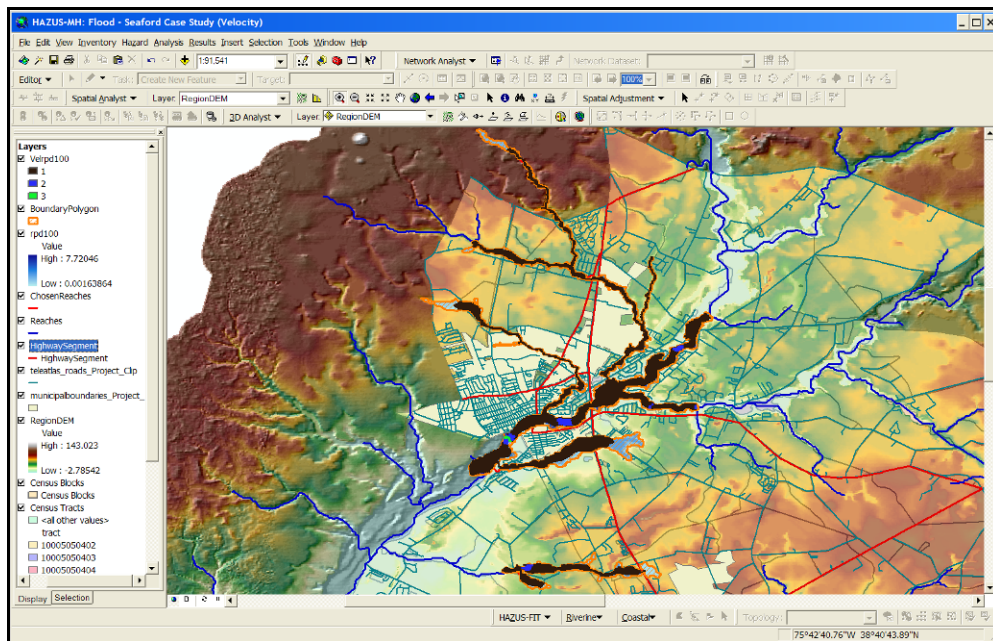 HAZUS-MH: Flood - Seaford Case Study (Velocity)
File Edit View Inventory Hazard Analysis Results Insert Selection Tools Window Help
1:91,541 Network Analyst Network Dataset:
Editor Task: Create New Feature Target: 100%
Spatial Analyst Layer: RegionDEM Spatial Adjustment
3D Analyst Layer: RegionDEM
Layers
Velrpd100
1
2
3
BoundaryPolygon
rpd100
Value
High : 7.72046
Low : 0.00163864
ChosenReaches
Reaches
HighwaySegment
HighwaySegment
teleatlas_roads_Project_Clip
municipalboundaries_Project_
RegionDEM
Value
High : 143.023
Low : -2.78542
Census Blocks
Census Blocks
Census Tracts
<all other values>
tract
10005050402
10005050403
10005050404
Display Selection
HAZUS-FIT Riverine Coastal Topology:
75°42'40.76"W 38°40'43.89"N